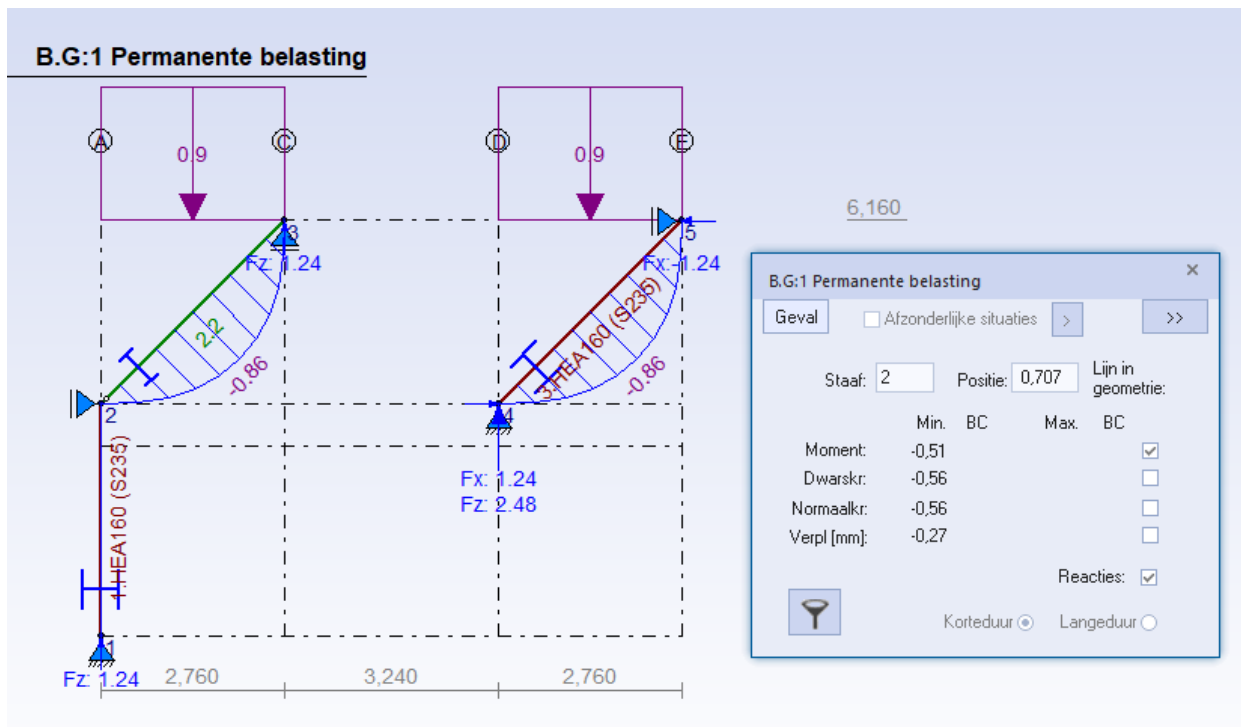 B.G:1 Permanente belasting
A
C
D
E
0.9
0.9
6,160
3
Fz: 1.24
5
Fx:-1.24
2.2
-0.86
3.HEA160 (S235)
-0.86
2
4
1.HEA160 (S235)
Fx: 1.24
Fz: 2.48
1
Fz: 1.24
2,760
3,240
2,760
B.G:1 Permanente belasting
×
Geval
Afzonderlijke situaties
>
>>
Staaf: 2 Positie: 0,707 Lijn in
geometrie:
Min. BC Max. BC
Moment: -0,51
Dwarskr: -0,56
Normaalkr: -0,56
Verpl [mm]: -0,27
Reacties:
Korteduur Langeduur